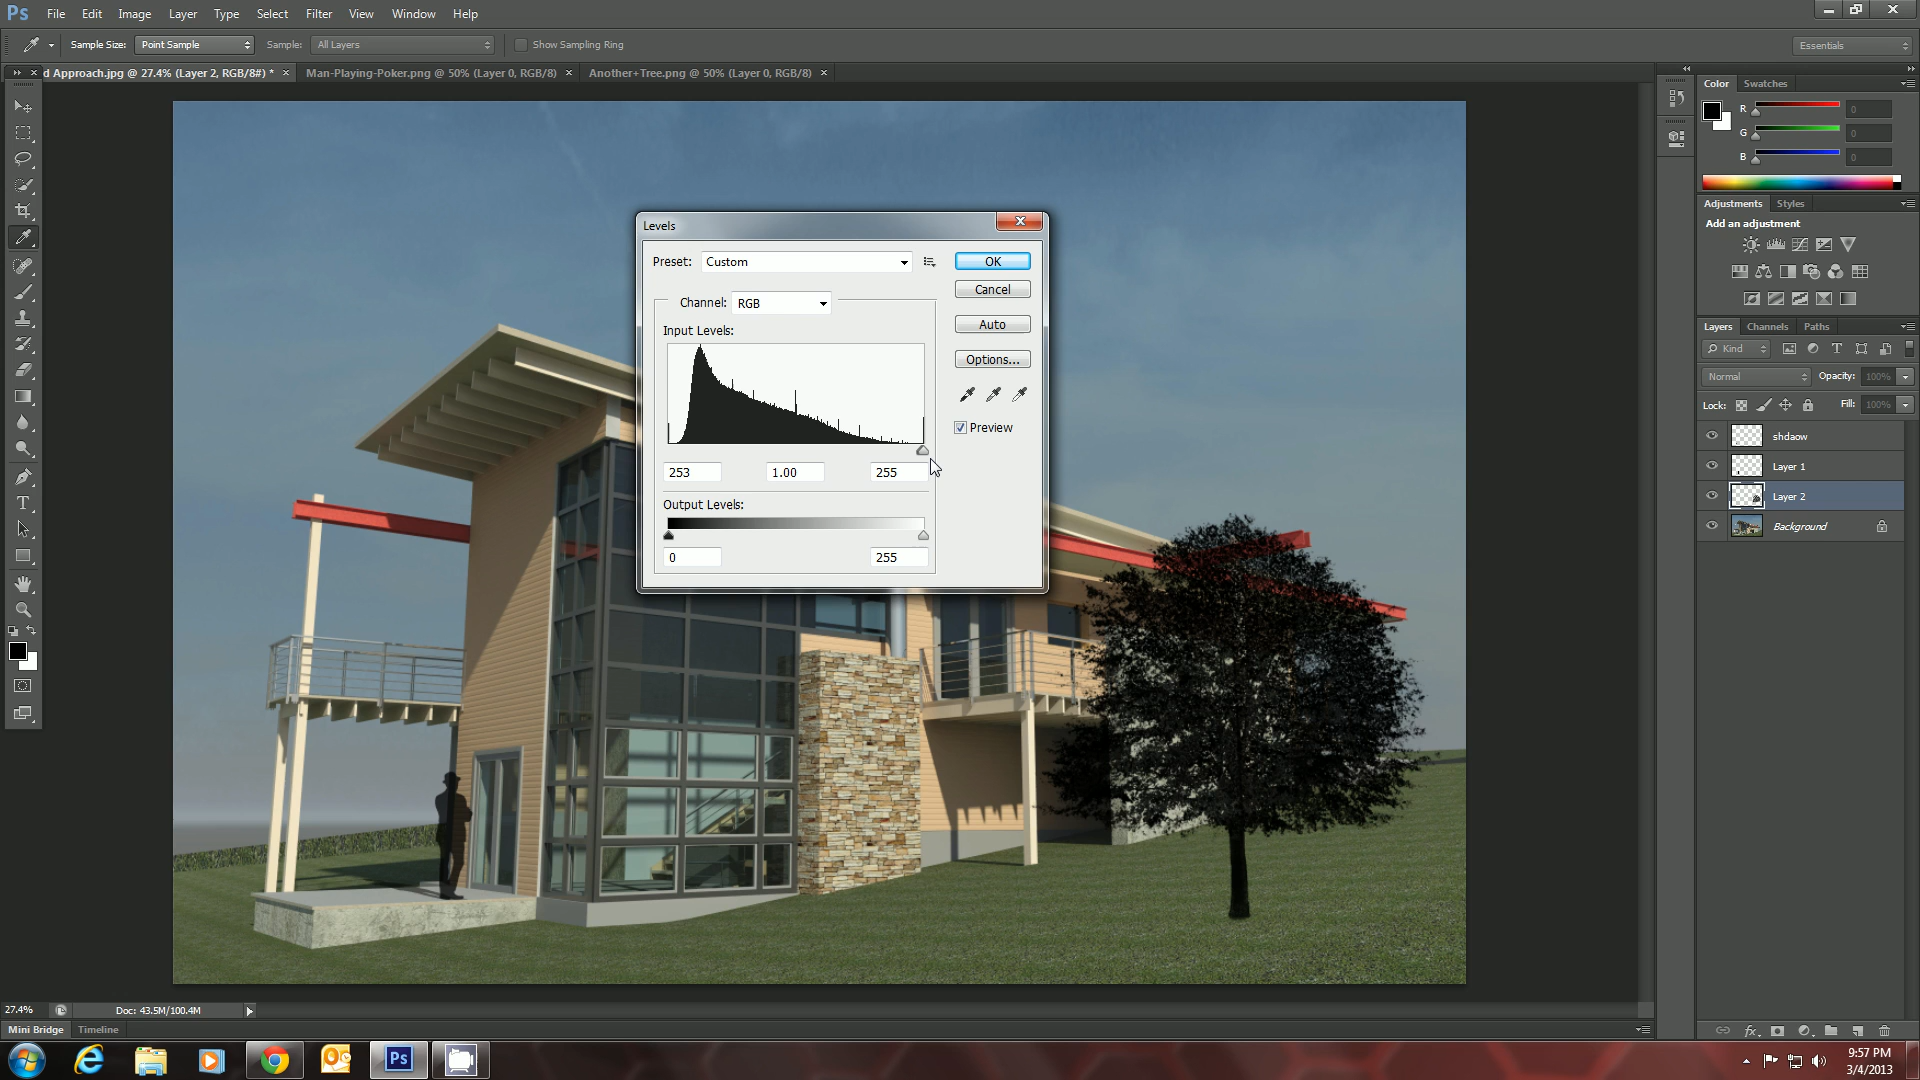 Ps File Edit Image Layer Type Select Filter View Window Help
Sample Size: Point Sample Sample: All Layers Show Sampling Ring Essentials
d Approach.jpg @ 27.4% (Layer 2, RGB/8#) * Man-Playing-Poker.png @ 50% (Layer 0, RGB/8) Another+Tree.png @ 50% (Layer 0, RGB/8)
Color Swatches
R 0
G 0
B 0
Adjustments Styles
Add an adjustment
Layers Channels Paths
Kind
Normal Opacity: 100%
Lock: Fill: 100%
shdaow
Layer 1
Layer 2
Background
Levels
Preset: Custom
OK
Cancel
Channel: RGB
Auto
Input Levels:
Options...
Preview
253 1.00 255
Output Levels:
0 255
27.4% Doc: 43.5M/100.4M
Mini Bridge Timeline
Ps
9:57 PM
3/4/2013